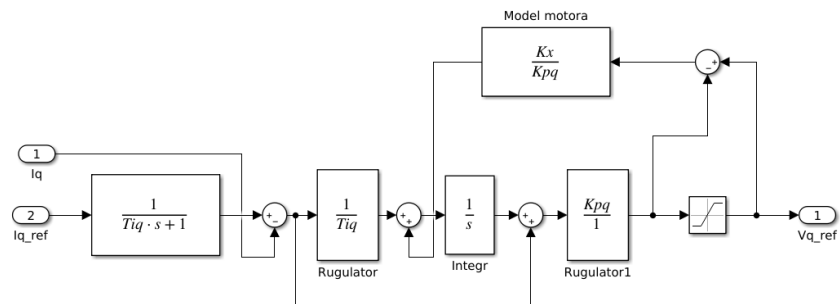 Model motora
Kx
Kpq
+
−
1
Iq
2
Iq_ref
1
Tiq · s + 1
+
−
1
Tiq
Rugulator
+
+
1
s
Integr
+
+
Kpq
1
Rugulator1
1
Vq_ref